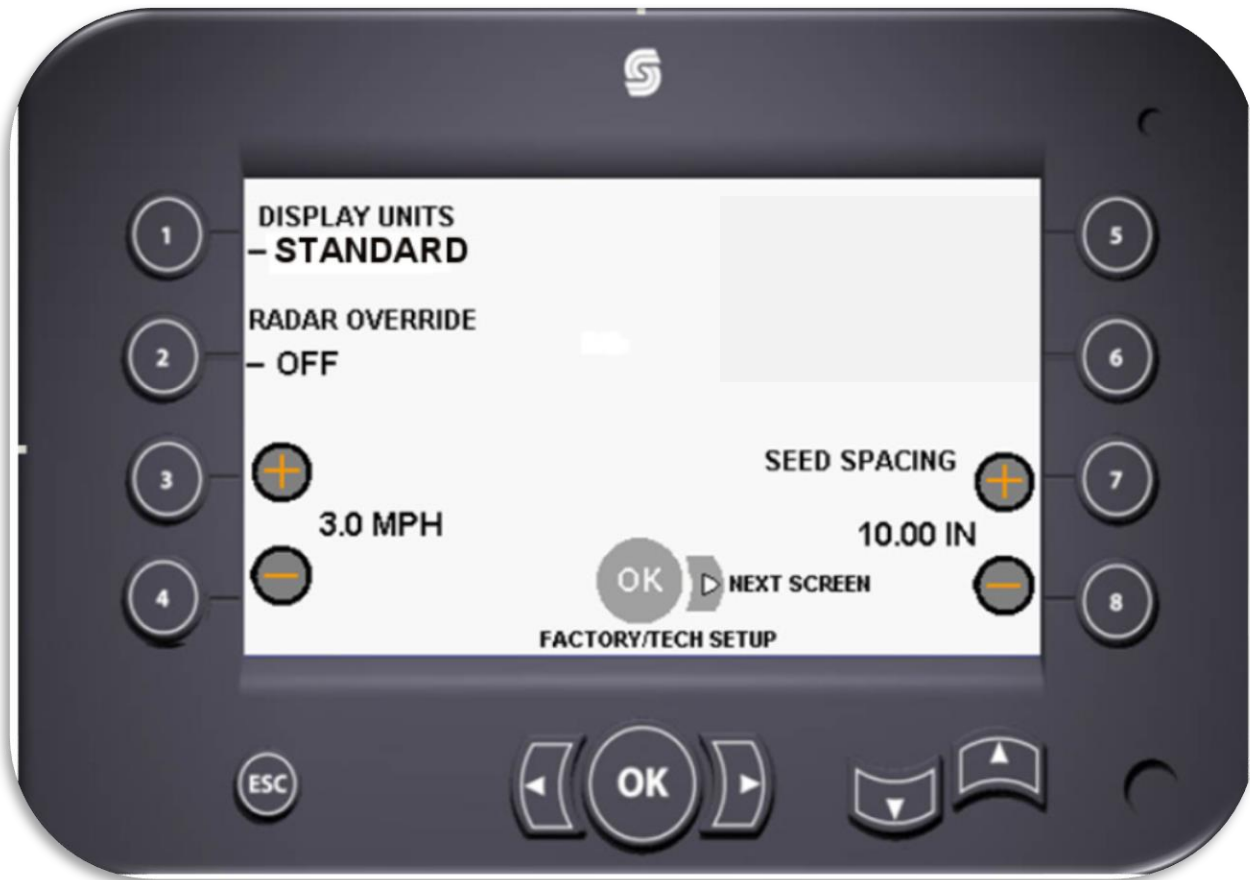 1
DISPLAY UNITS
– STANDARD
5
2
RADAR OVERRIDE
– OFF
6
3
SEED SPACING
7
3.0 MPH
10.00 IN
4
OK
NEXT SCREEN
8
FACTORY/TECH SETUP
ESC
OK